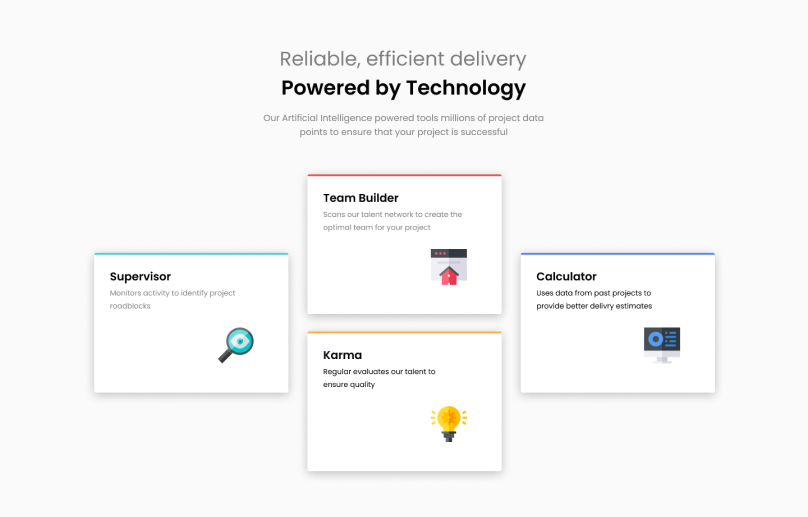 Reliable, efficient delivery
Powered by Technology
Our Artificial Intelligence powered tools millions of project data
points to ensure that your project is successful
Team Builder
Scans our talent network to create the
optimal team for your project
Supervisor
Monitors activity to identify project
roadblocks
Calculator
Uses data from past projects to
provide better delivry estimates
Karma
Regular evaluates our talent to
ensure quality